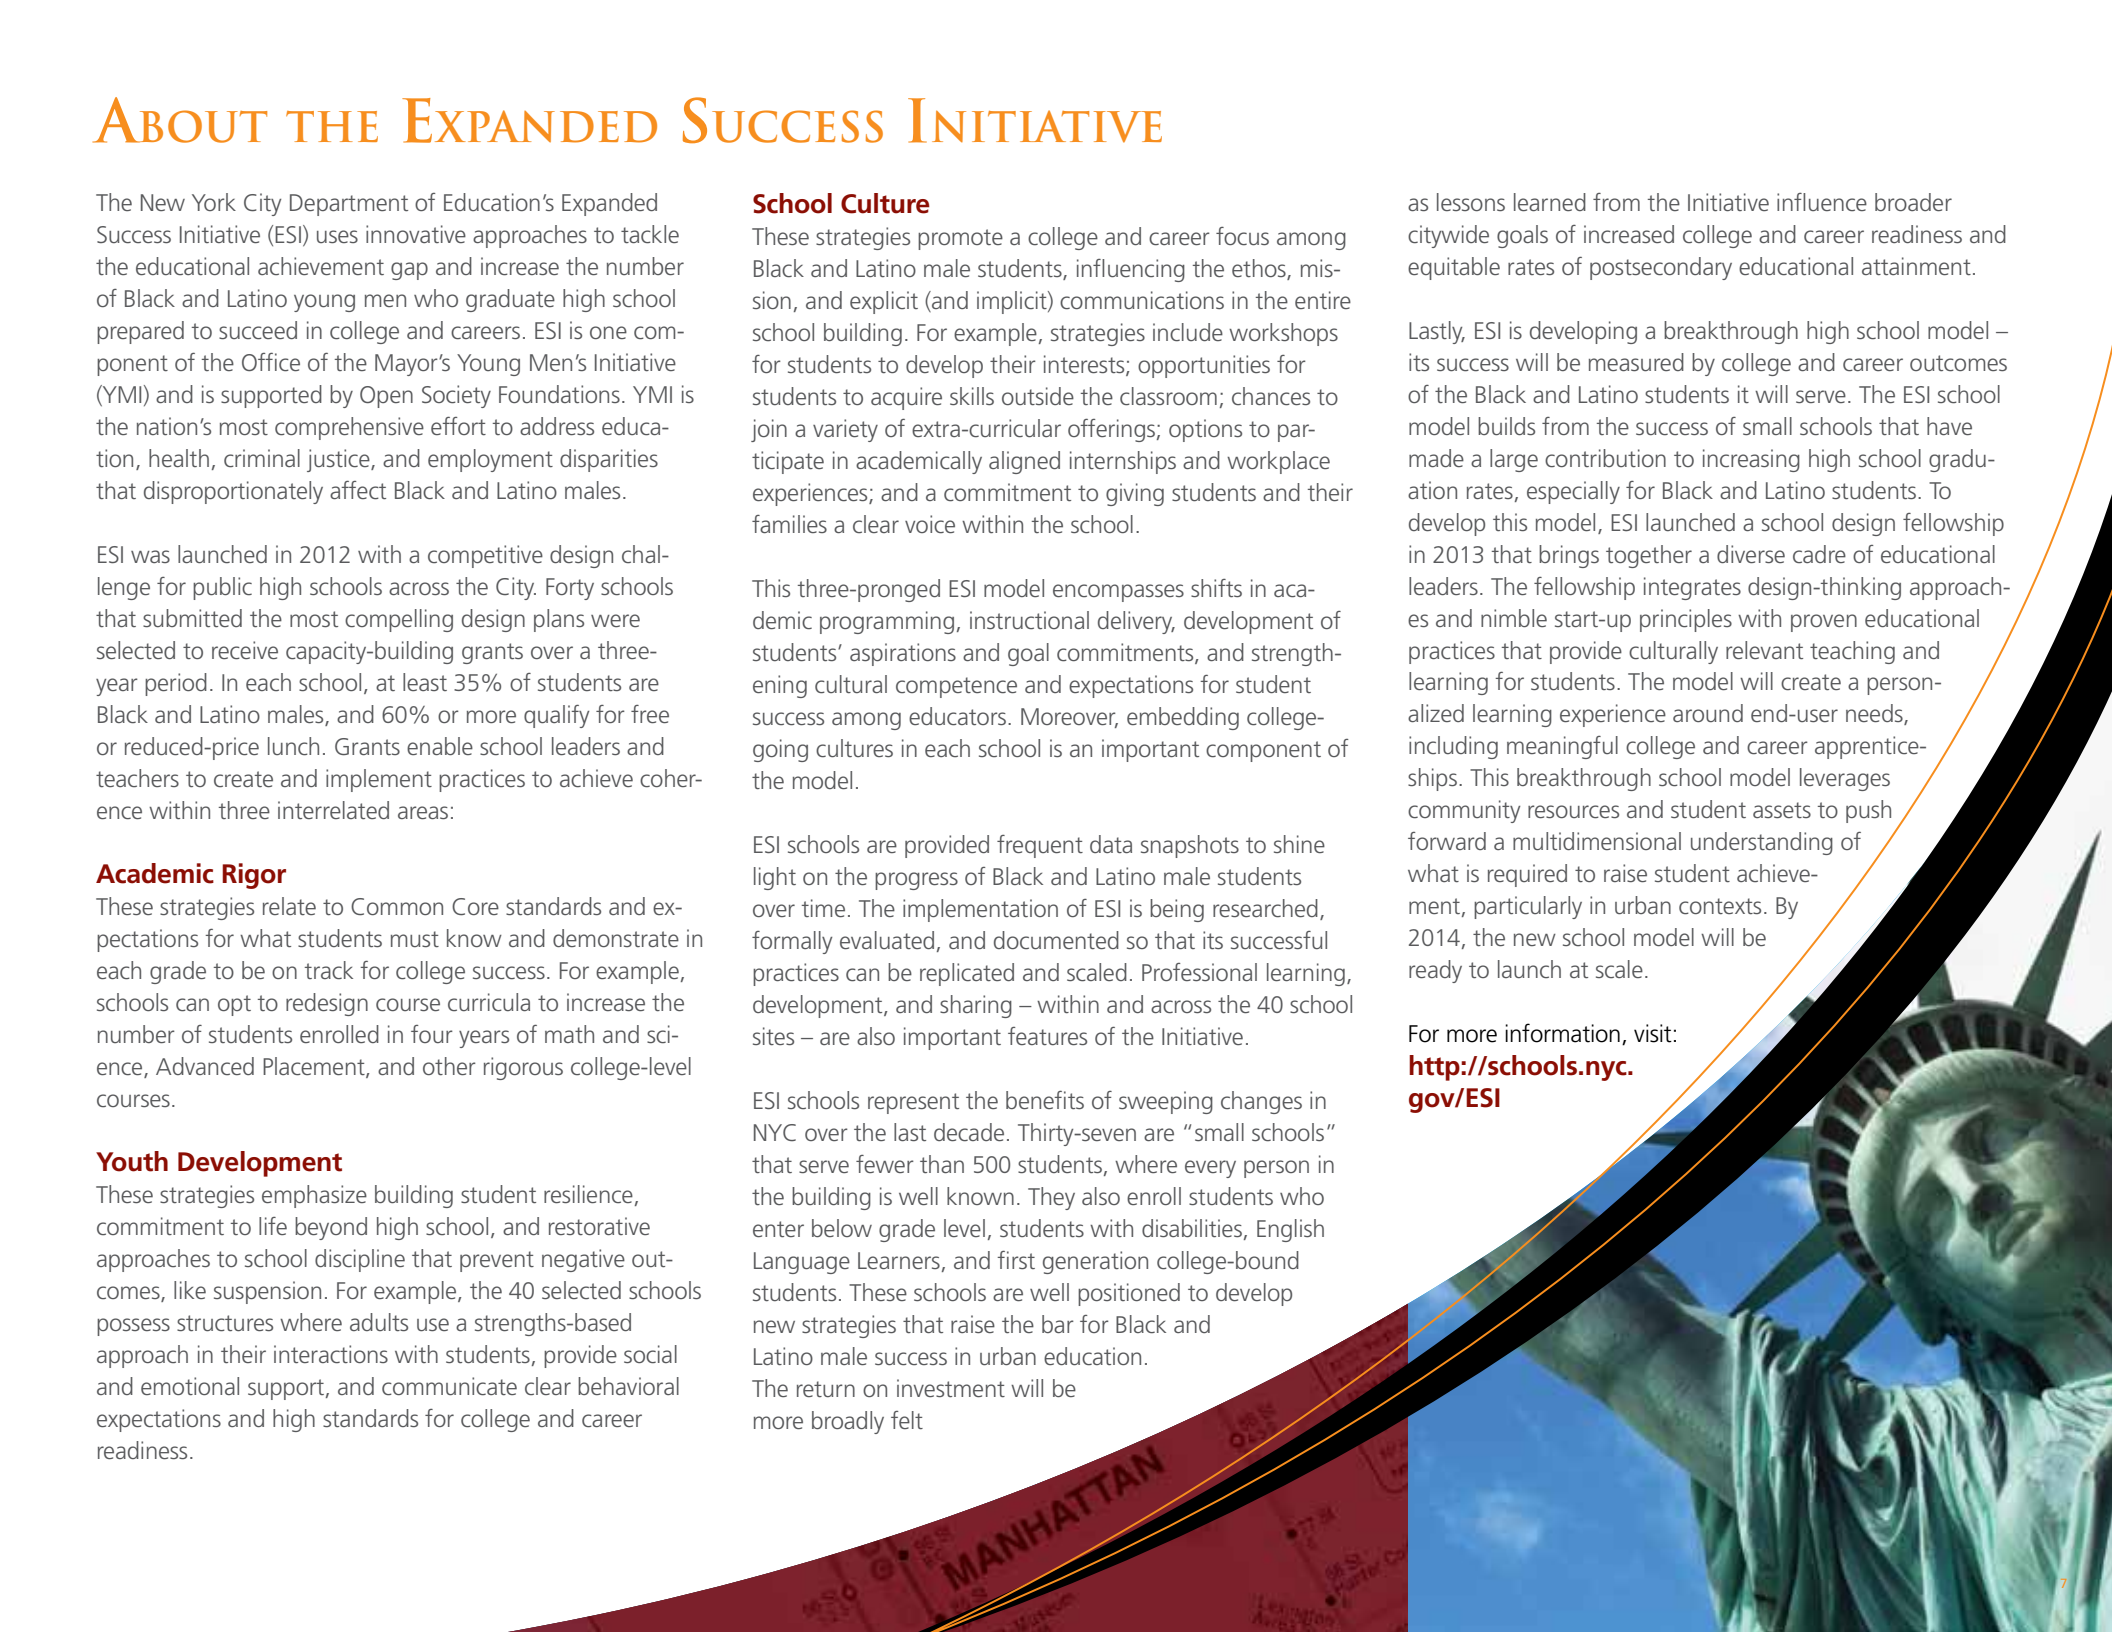 About the Expanded Success Initiative
The New York City Department of Education’s Expanded
Success Initiative (ESI) uses innovative approaches to tackle
the educational achievement gap and increase the number
of Black and Latino young men who graduate high school
prepared to succeed in college and careers. ESI is one com-
ponent of the Office of the Mayor’s Young Men’s Initiative
(YMI) and is supported by Open Society Foundations. YMI is
the nation’s most comprehensive effort to address educa-
tion, health, criminal justice, and employment disparities
that disproportionately affect Black and Latino males.
ESI was launched in 2012 with a competitive design chal-
lenge for public high schools across the City. Forty schools
that submitted the most compelling design plans were
selected to receive capacity-building grants over a three-
year period. In each school, at least 35% of students are
Black and Latino males, and 60% or more qualify for free
or reduced-price lunch. Grants enable school leaders and
teachers to create and implement practices to achieve coher-
ence within three interrelated areas:
Academic Rigor
These strategies relate to Common Core standards and ex-
pectations for what students must know and demonstrate in
each grade to be on track for college success. For example,
schools can opt to redesign course curricula to increase the
number of students enrolled in four years of math and sci-
ence, Advanced Placement, and other rigorous college-level
courses.
Youth Development
These strategies emphasize building student resilience,
commitment to life beyond high school, and restorative
approaches to school discipline that prevent negative out-
comes, like suspension. For example, the 40 selected schools
possess structures where adults use a strengths-based
approach in their interactions with students, provide social
and emotional support, and communicate clear behavioral
expectations and high standards for college and career
readiness.
School Culture
These strategies promote a college and career focus among
Black and Latino male students, influencing the ethos, mis-
sion, and explicit (and implicit) communications in the entire
school building. For example, strategies include workshops
for students to develop their interests; opportunities for
students to acquire skills outside the classroom; chances to
join a variety of extra-curricular offerings; options to par-
ticipate in academically aligned internships and workplace
experiences; and a commitment to giving students and their
families a clear voice within the school.
This three-pronged ESI model encompasses shifts in aca-
demic programming, instructional delivery, development of
students’ aspirations and goal commitments, and strength-
ening cultural competence and expectations for student
success among educators. Moreover, embedding college-
going cultures in each school is an important component of
the model.
ESI schools are provided frequent data snapshots to shine
light on the progress of Black and Latino male students
over time. The implementation of ESI is being researched,
formally evaluated, and documented so that its successful
practices can be replicated and scaled. Professional learning,
development, and sharing – within and across the 40 school
sites – are also important features of the Initiative.
ESI schools represent the benefits of sweeping changes in
NYC over the last decade. Thirty-seven are “small schools”
that serve fewer than 500 students, where every person in
the building is well known. They also enroll students who
enter below grade level, students with disabilities, English
Language Learners, and first generation college-bound
students. These schools are well positioned to develop
new strategies that raise the bar for Black and
Latino male success in urban education.
The return on investment will be
more broadly felt
as lessons learned from the Initiative influence broader
citywide goals of increased college and career readiness and
equitable rates of postsecondary educational attainment.
Lastly, ESI is developing a breakthrough high school model –
its success will be measured by college and career outcomes
of the Black and Latino students it will serve. The ESI school
model builds from the success of small schools that have
made a large contribution to increasing high school gradu-
ation rates, especially for Black and Latino students. To
develop this model, ESI launched a school design fellowship
in 2013 that brings together a diverse cadre of educational
leaders. The fellowship integrates design-thinking approach-
es and nimble start-up principles with proven educational
practices that provide culturally relevant teaching and
learning for students. The model will create a person-
alized learning experience around end-user needs,
including meaningful college and career apprentice-
ships. This breakthrough school model leverages
community resources and student assets to push
forward a multidimensional understanding of
what is required to raise student achieve-
ment, particularly in urban contexts. By
2014, the new school model will be
ready to launch at scale.
For more information, visit:
http://schools.nyc.
gov/ESI
MANHATTAN
77 St
86 St
Lexington
7